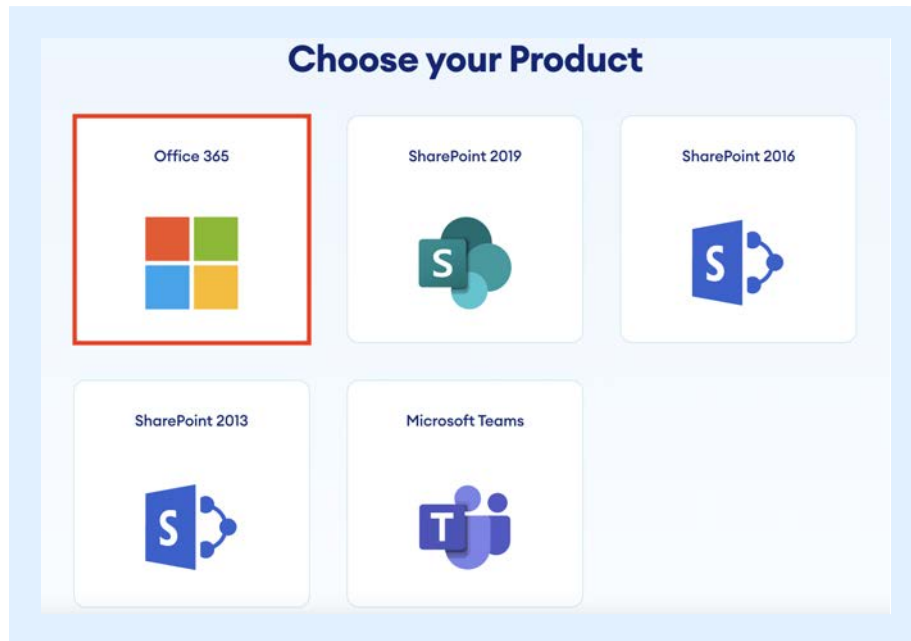 Choose your Product
Office 365
SharePoint 2019
SharePoint 2016
S
S
SharePoint 2013
Microsoft Teams
S
T